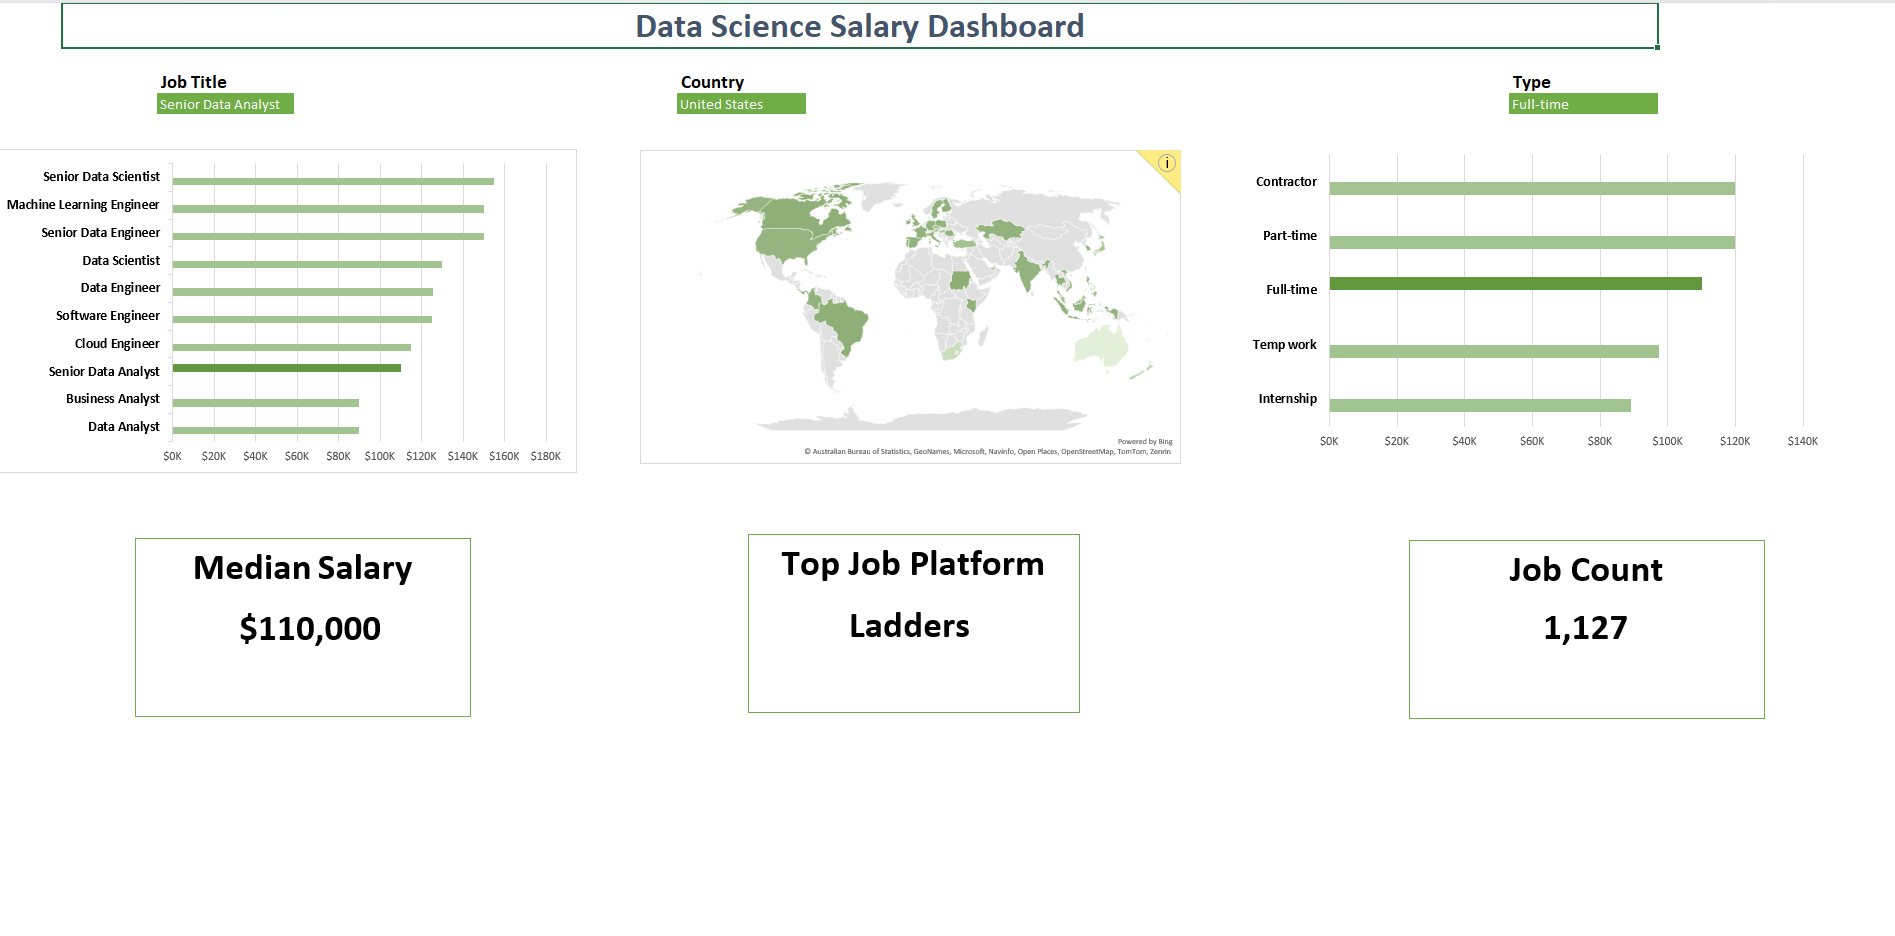 Data Science Salary Dashboard
Job Title
Senior Data Analyst
Country
United States
Type
Full-time
Senior Data Scientist
Machine Learning Engineer
Senior Data Engineer
Data Scientist
Data Engineer
Software Engineer
Cloud Engineer
Senior Data Analyst
Business Analyst
Data Analyst
$0K $20K $40K $60K $80K $100K $120K $140K $160K $180K
i
Powered by Bing
© Australian Bureau of Statistics, GeoNames, Microsoft, Navinfo, Open Places, OpenStreetMap, TomTom, Zenrin
Contractor
Part-time
Full-time
Temp work
Internship
$0K $20K $40K $60K $80K $100K $120K $140K
Median Salary
$110,000
Top Job Platform
Ladders
Job Count
1,127